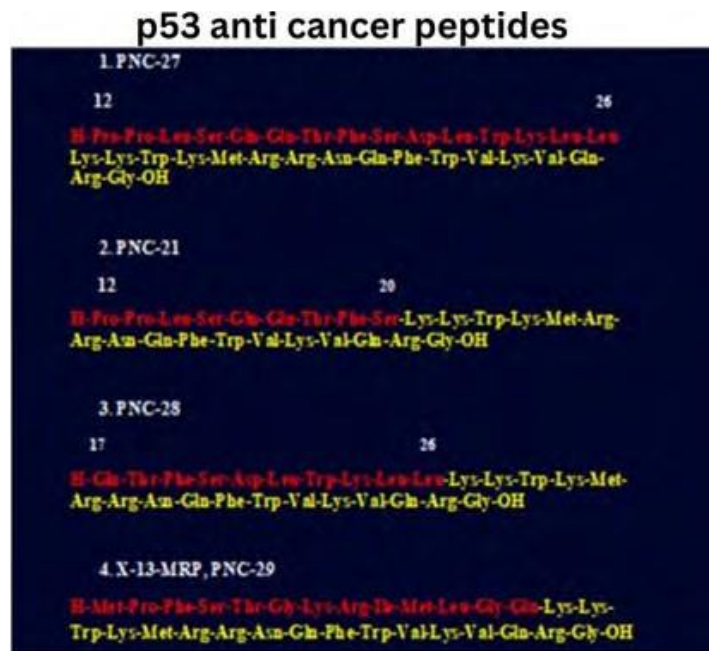 p53 anti cancer peptides
1. PNC-27
12 26
H-Pro-Pro-Leu-Ser-Gln-Gln-Thr-Phe-Ser-Asp-Leu-Trp-Lys-Leu-Leu
Lys-Lys-Trp-Lys-Met-Arg-Arg-Asn-Gln-Phe-Trp-Val-Lys-Val-Gln-
Arg-Gly-OH
2. PNC-21
12 20
H-Pro-Pro-Leu-Ser-Gln-Gln-Thr-Phe-Ser-Lys-Lys-Trp-Lys-Met-Arg-
Arg-Asn-Gln-Phe-Trp-Val-Lys-Val-Gln-Arg-Gly-OH
3. PNC-28
17 26
H-Gln-Thr-Phe-Ser-Asp-Leu-Trp-Lys-Leu-Leu-Lys-Lys-Trp-Lys-Met-
Arg-Arg-Asn-Gln-Phe-Trp-Val-Lys-Val-Gln-Arg-Gly-OH
4. X-13-MRP, PNC-29
H-Met-Pro-Phe-Ser-Thr-Gly-Lys-Arg-Ile-Met-Leu-Gly-Gln-Lys-Lys-
Trp-Lys-Met-Arg-Arg-Asn-Gln-Phe-Trp-Val-Lys-Val-Gln-Arg-Gly-OH